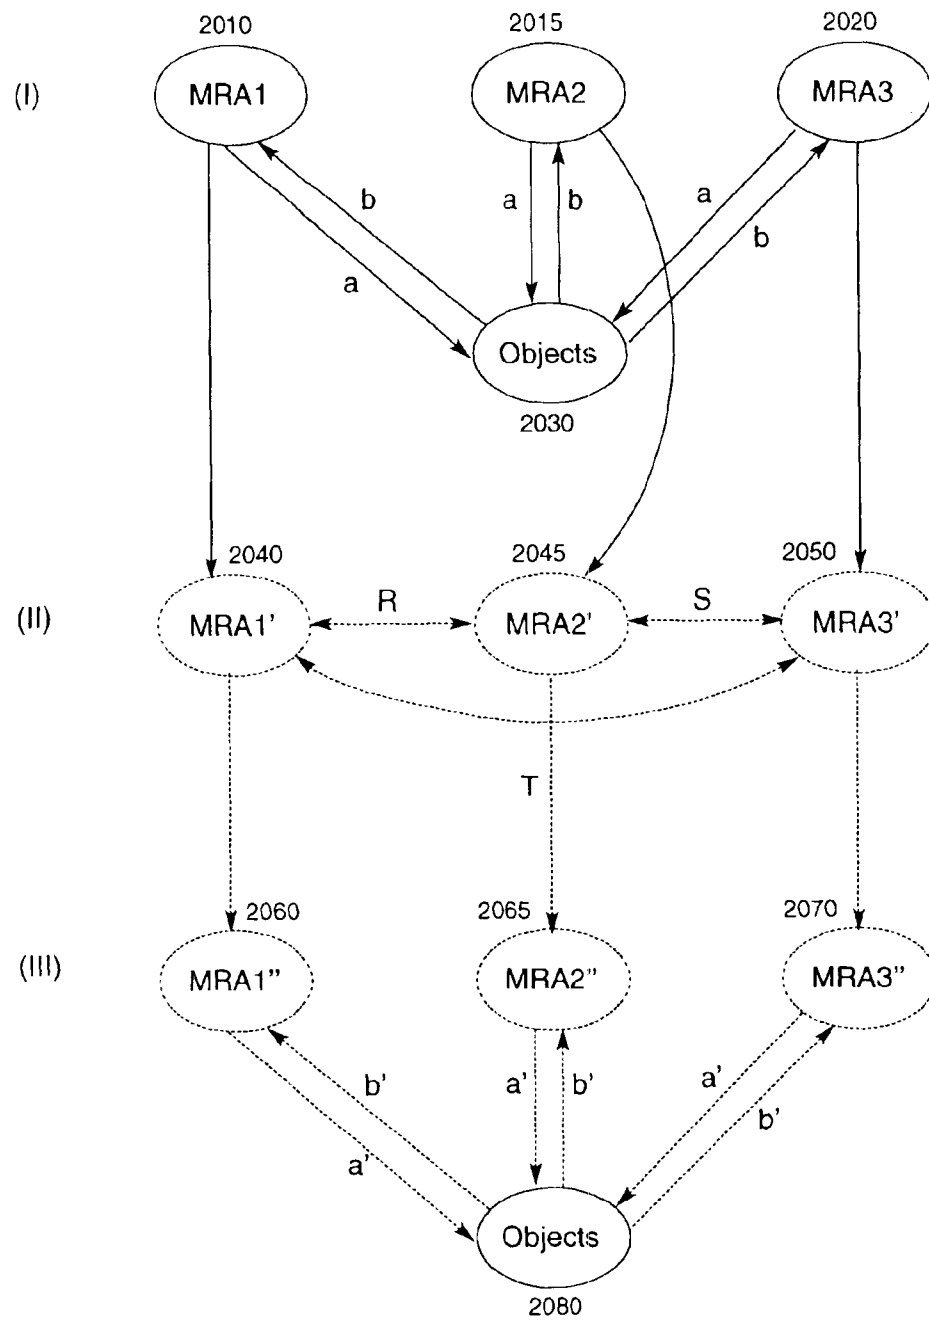 2010 2015 2020
(I) MRA1 MRA2 MRA3
b a b a b
a
Objects
2030
2040 2045 2050
(II) MRA1' R MRA2' S MRA3'
T
2060 2065 2070
(III) MRA1" MRA2" MRA3"
b' a' b' a' b'
a'
Objects
2080